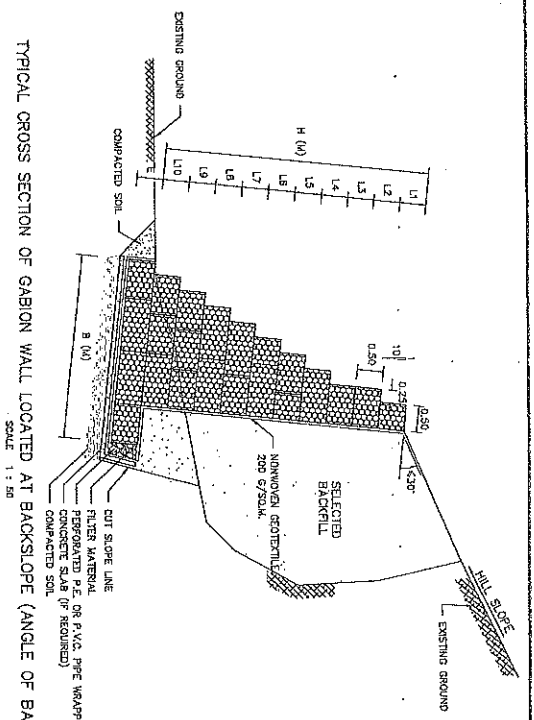 EXISTING GROUND
COMPACTED SOIL
E
H (M)
L1
L2
L3
L4
L5
L6
L7
L8
L9
L10
10
1
0.50
0.25
0.50
≤30°
HILL SLOPE
EXISTING GROUND
SELECTED
BACKFILL
NONWOVEN GEOTEXTILE
200 G/SQ.M.
B (M)
CUT SLOPE LINE
FILTER MATERIAL
PERFORATED P.E. OR P.V.C. PIPE WRAPP
CONCRETE SLAB (IF REQUIRED)
COMPACTED SOIL
TYPICAL CROSS SECTION OF GABION WALL LOCATED AT BACKSLOPE (ANGLE OF BA
SCALE 1 : 50